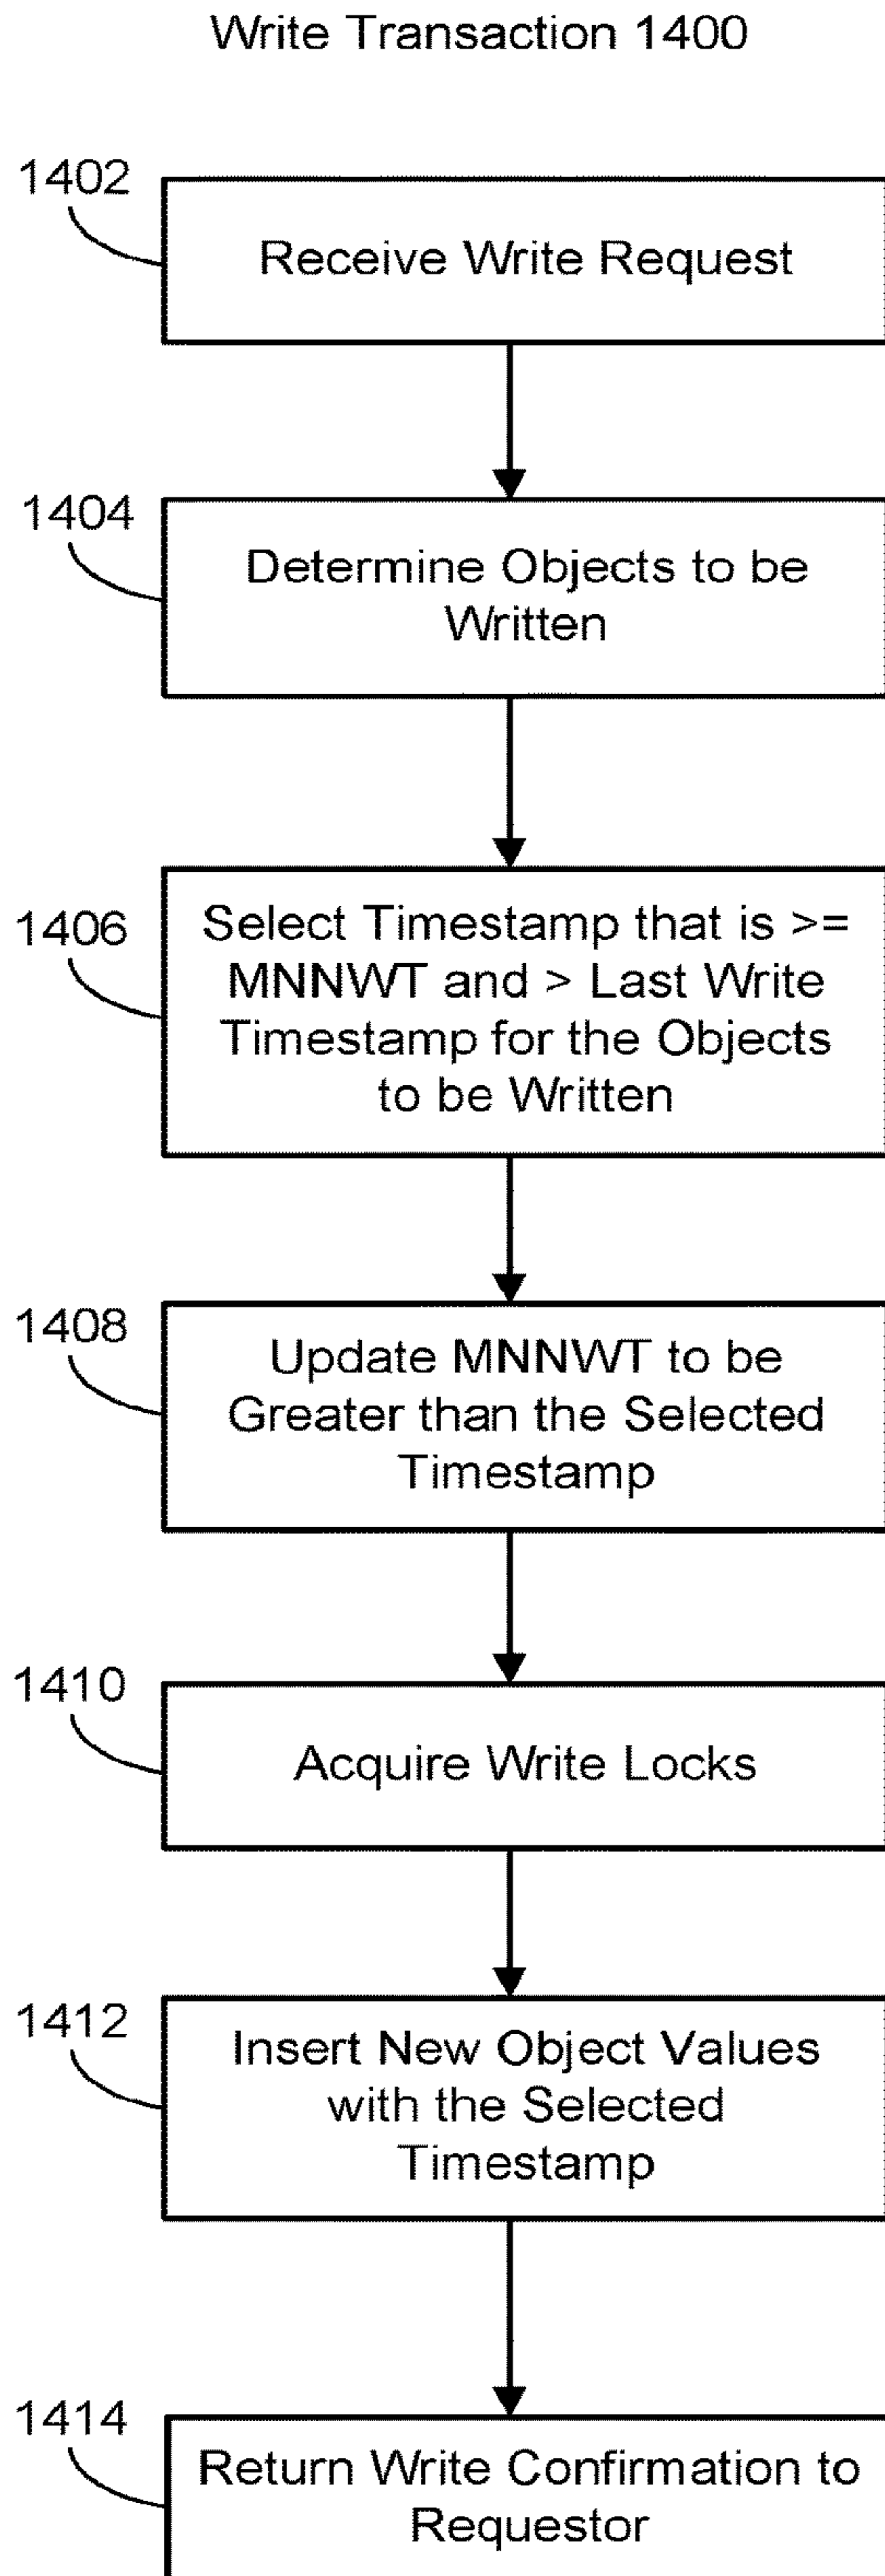 Write Transaction 1400
1402
Receive Write Request
1404
Determine Objects to be
Written
1406
Select Timestamp that is >=
MNNWT and > Last Write
Timestamp for the Objects
to be Written
1408
Update MNNWT to be
Greater than the Selected
Timestamp
1410
Acquire Write Locks
1412
Insert New Object Values
with the Selected
Timestamp
1414
Return Write Confirmation to
Requestor